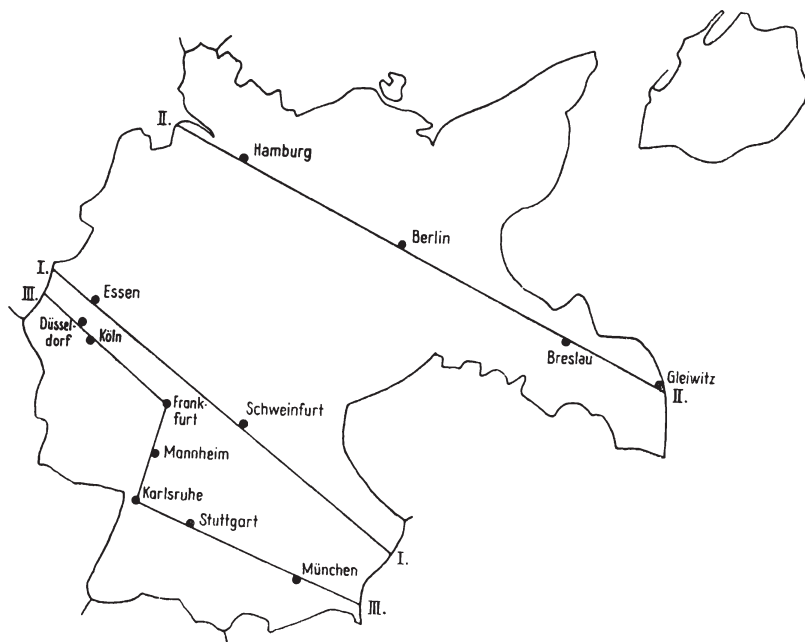 II.
Hamburg
Berlin
I.
III.
Essen
Düssel-
dorf
Köln
Breslau
Gleiwitz
II.
Frank-
furt
Schweinfurt
Mannheim
Karlsruhe
Stuttgart
München
I.
III.